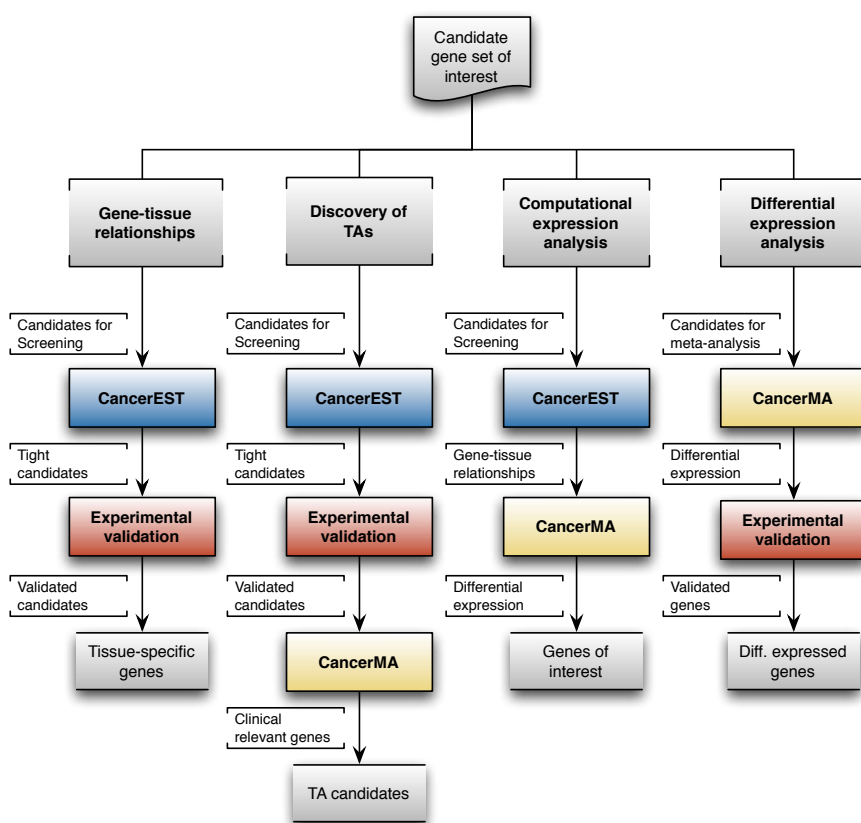 Candidate
gene set of
interest
Gene-tissue
relationships
Discovery of
TAs
Computational
expression
analysis
Differential
expression
analysis
Candidates for
Screening
Candidates for
Screening
Candidates for
Screening
Candidates for
meta-analysis
CancerEST
CancerEST
CancerEST
CancerMA
Tight
candidates
Tight
candidates
Gene-tissue
relationships
Differential
expression
Experimental
validation
Experimental
validation
CancerMA
Experimental
validation
Validated
candidates
Validated
candidates
Differential
expression
Validated
genes
Tissue-specific
genes
CancerMA
Genes of
interest
Diff. expressed
genes
Clinical
relevant genes
TA candidates